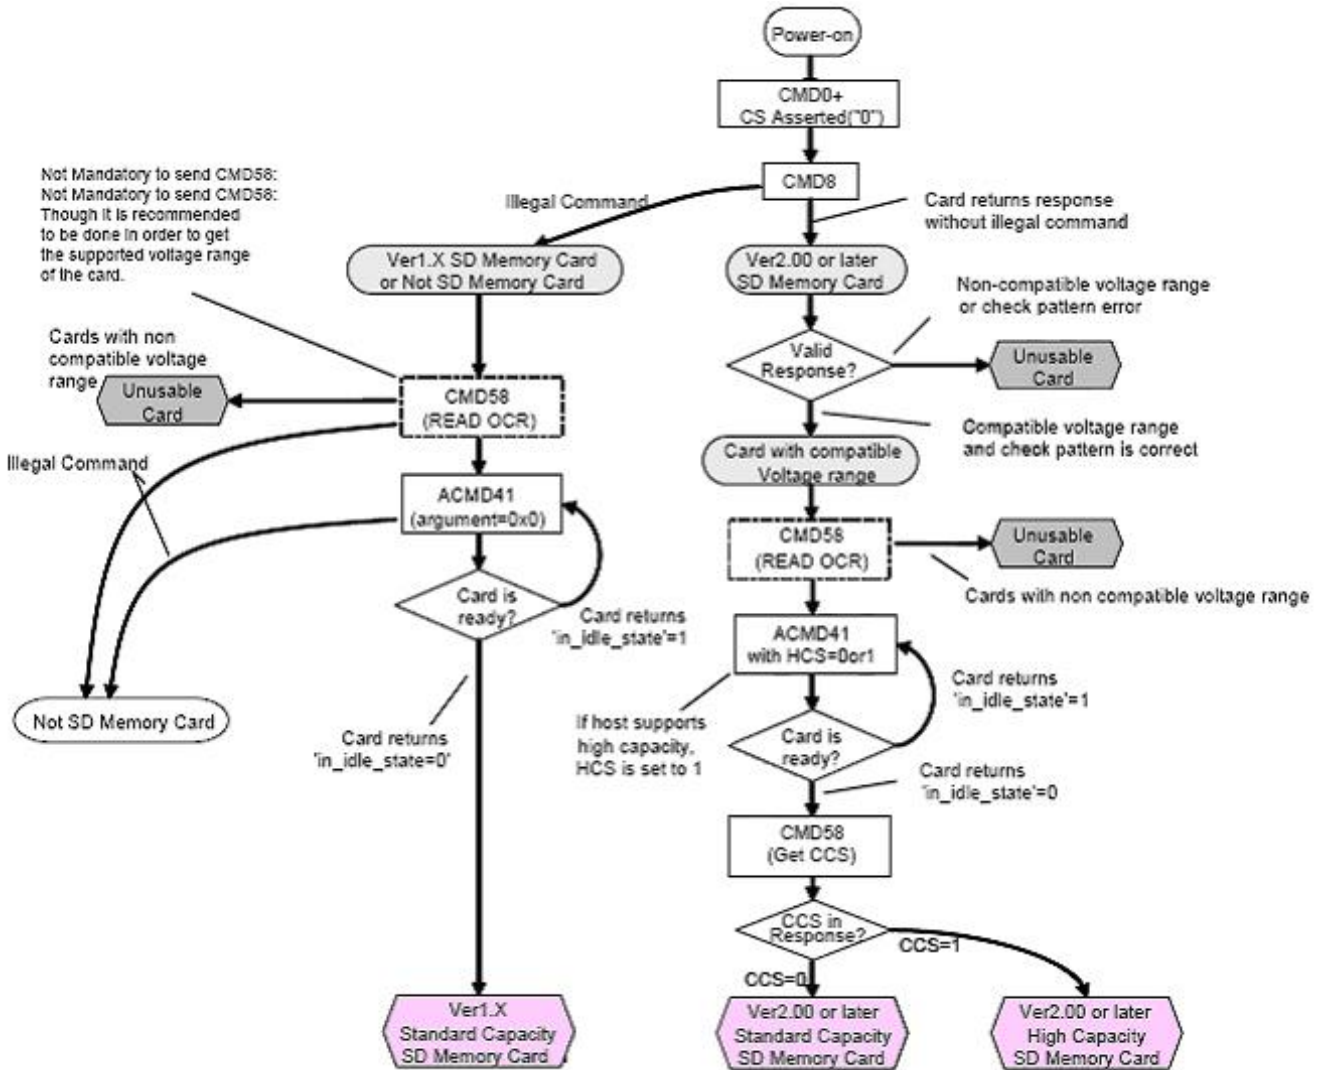 Power-on
CMD0+
CS Asserted("0")
CMD8
Illegal Command
Card returns response
without illegal command
Not Mandatory to send CMD58:
Not Mandatory to send CMD58:
Though it is recommended
to be done in order to get
the supported voltage range
of the card.
Ver1.X SD Memory Card
or Not SD Memory Card
Ver2.00 or later
SD Memory Card
Non-compatible voltage range
or check pattern error
Valid
Response?
Unusable
Card
Cards with non
compatible voltage
range
Unusable
Card
CMD58
(READ OCR)
Compatible voltage range
and check pattern is correct
Card with compatible
Voltage range
Illegal Command
ACMD41
(argument=0x0)
CMD58
(READ OCR)
Unusable
Card
Cards with non compatible voltage range
Card is
ready?
Card returns
'in_idle_state'=1
ACMD41
with HCS=0or1
Card returns
'in_idle_state'=1
If host supports
high capacity,
HCS is set to 1
Not SD Memory Card
Card returns
'in_idle_state=0'
Card is
ready?
Card returns
'in_idle_state'=0
CMD58
(Get CCS)
CCS in
Response?
CCS=1
CCS=0
Ver1.X
Standard Capacity
SD Memory Card
Ver2.00 or later
Standard Capacity
SD Memory Card
Ver2.00 or later
High Capacity
SD Memory Card